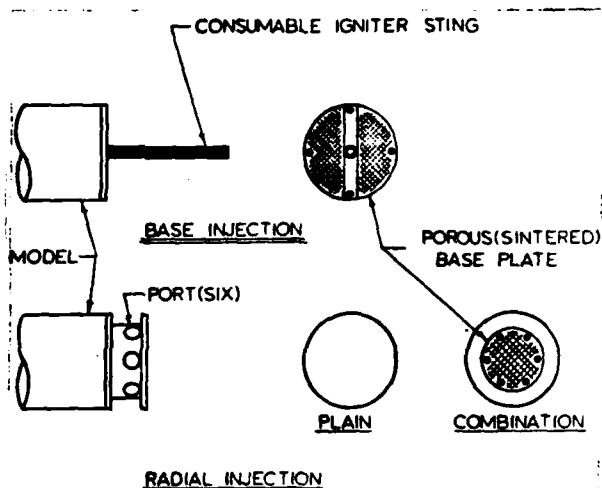 CONSUMABLE IGNITER STING
BASE INJECTION
MODEL
POROUS(SINTERED)
BASE PLATE
PORT(SIX)
PLAIN
COMBINATION
RADIAL INJECTION